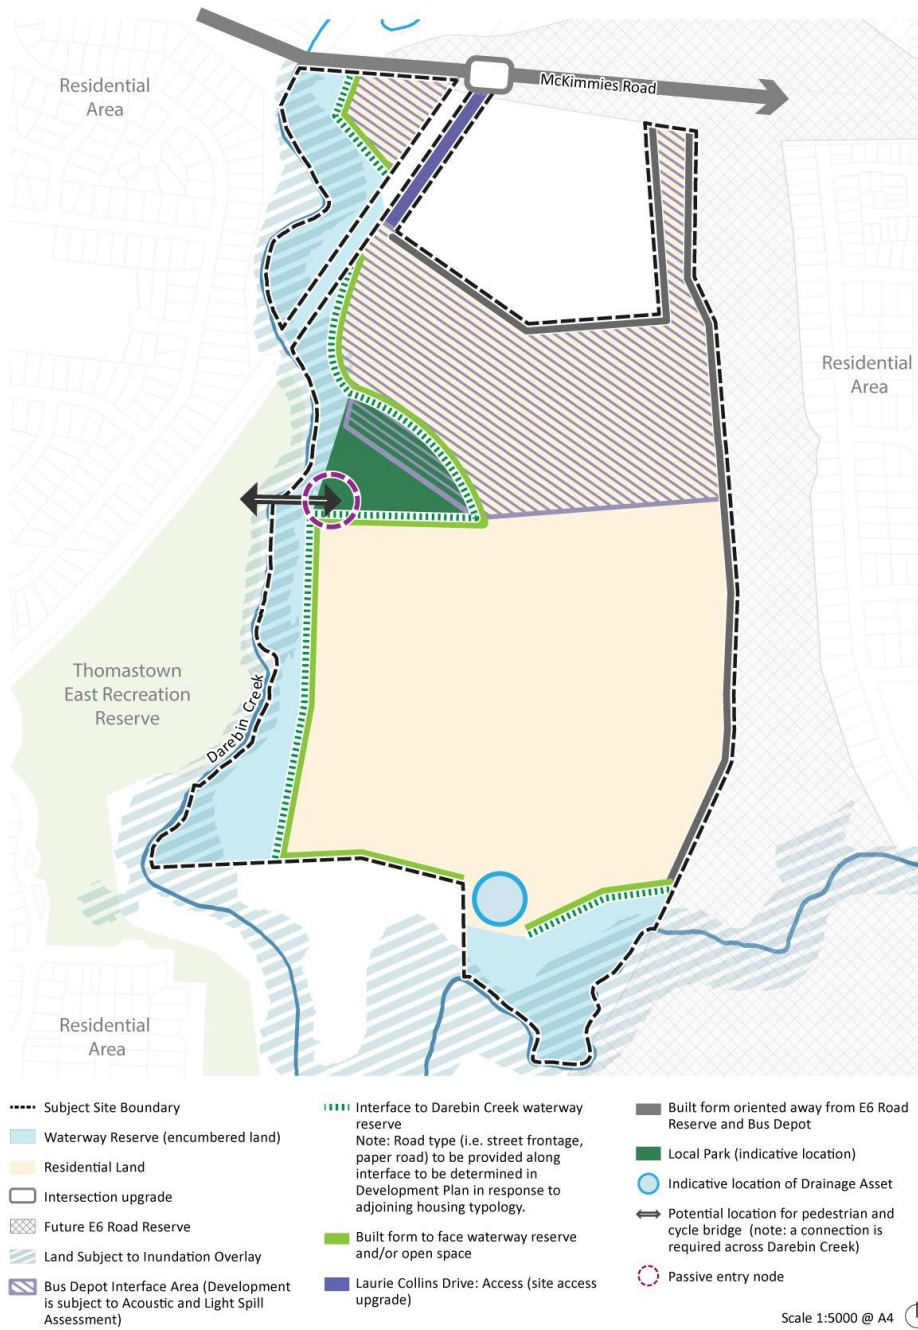 Residential
Area
McKimmies Road
Residential
Area
Thomastown
East Recreation
Reserve
Darebin Creek
Residential
Area
Subject Site Boundary
Waterway Reserve (encumbered land)
Residential Land
Intersection upgrade
Future E6 Road Reserve
Land Subject to Inundation Overlay
Bus Depot Interface Area (Development
is subject to Acoustic and Light Spill
Assessment)
Interface to Darebin Creek waterway
reserve
Note: Road type (i.e. street frontage,
paper road) to be provided along
interface to be determined in
Development Plan in response to
adjoining housing typology.
Built form to face waterway reserve
and/or open space
Laurie Collins Drive: Access (site access
upgrade)
Built form oriented away from E6 Road
Reserve and Bus Depot
Local Park (indicative location)
Indicative location of Drainage Asset
Potential location for pedestrian and
cycle bridge (note: a connection is
required across Darebin Creek)
Passive entry node
Scale 1:5000 @ A4